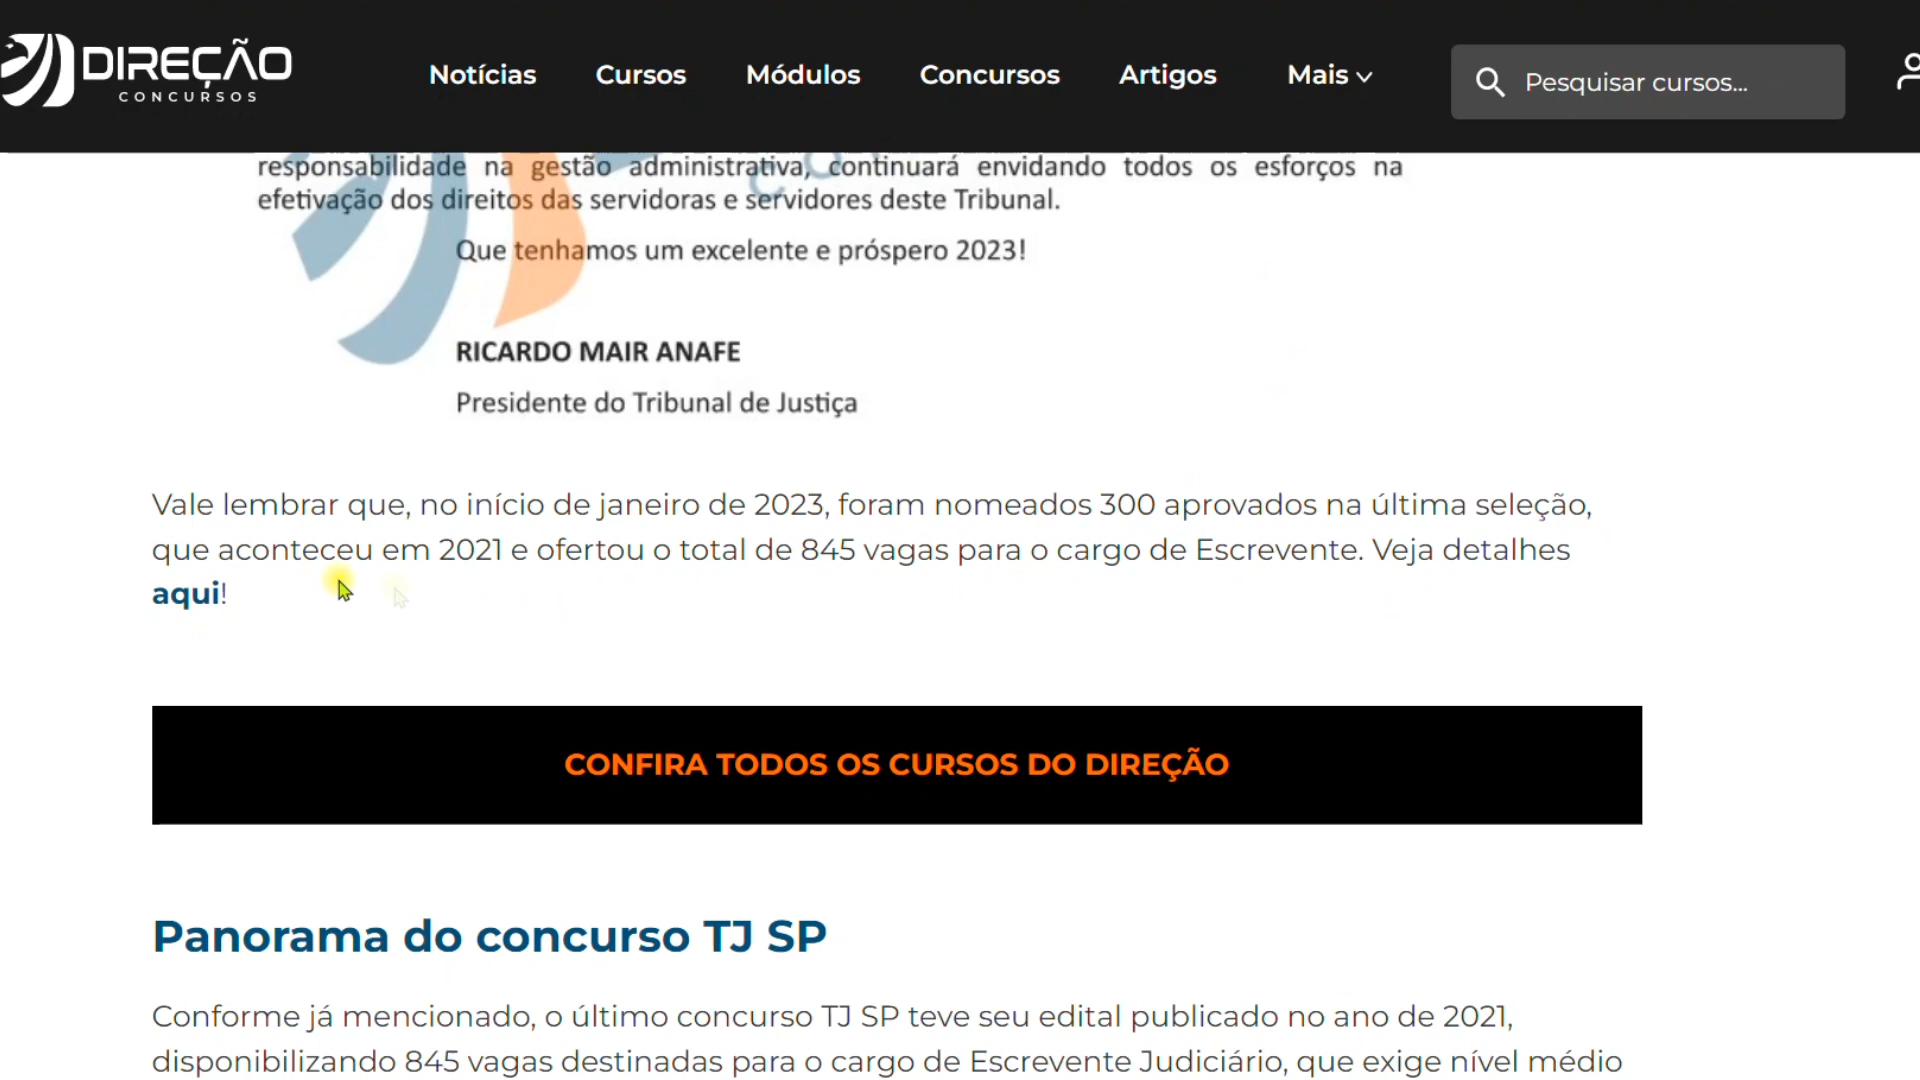 DIREÇÃO
CONCURSOS
Notícias Cursos Módulos Concursos Artigos Mais Pesquisar cursos...
responsabilidade na gestão administrativa, continuará envidando todos os esforços na
efetivação dos direitos das servidoras e servidores deste Tribunal.
Que tenhamos um excelente e próspero 2023!
RICARDO MAIR ANAFE
Presidente do Tribunal de Justiça
Vale lembrar que, no início de janeiro de 2023, foram nomeados 300 aprovados na última seleção,
que aconteceu em 2021 e ofertou o total de 845 vagas para o cargo de Escrevente. Veja detalhes
aqui!
CONFIRA TODOS OS CURSOS DO DIREÇÃO
Panorama do concurso TJ SP
Conforme já mencionado, o último concurso TJ SP teve seu edital publicado no ano de 2021,
disponibilizando 845 vagas destinadas para o cargo de Escrevente Judiciário, que exige nível médio